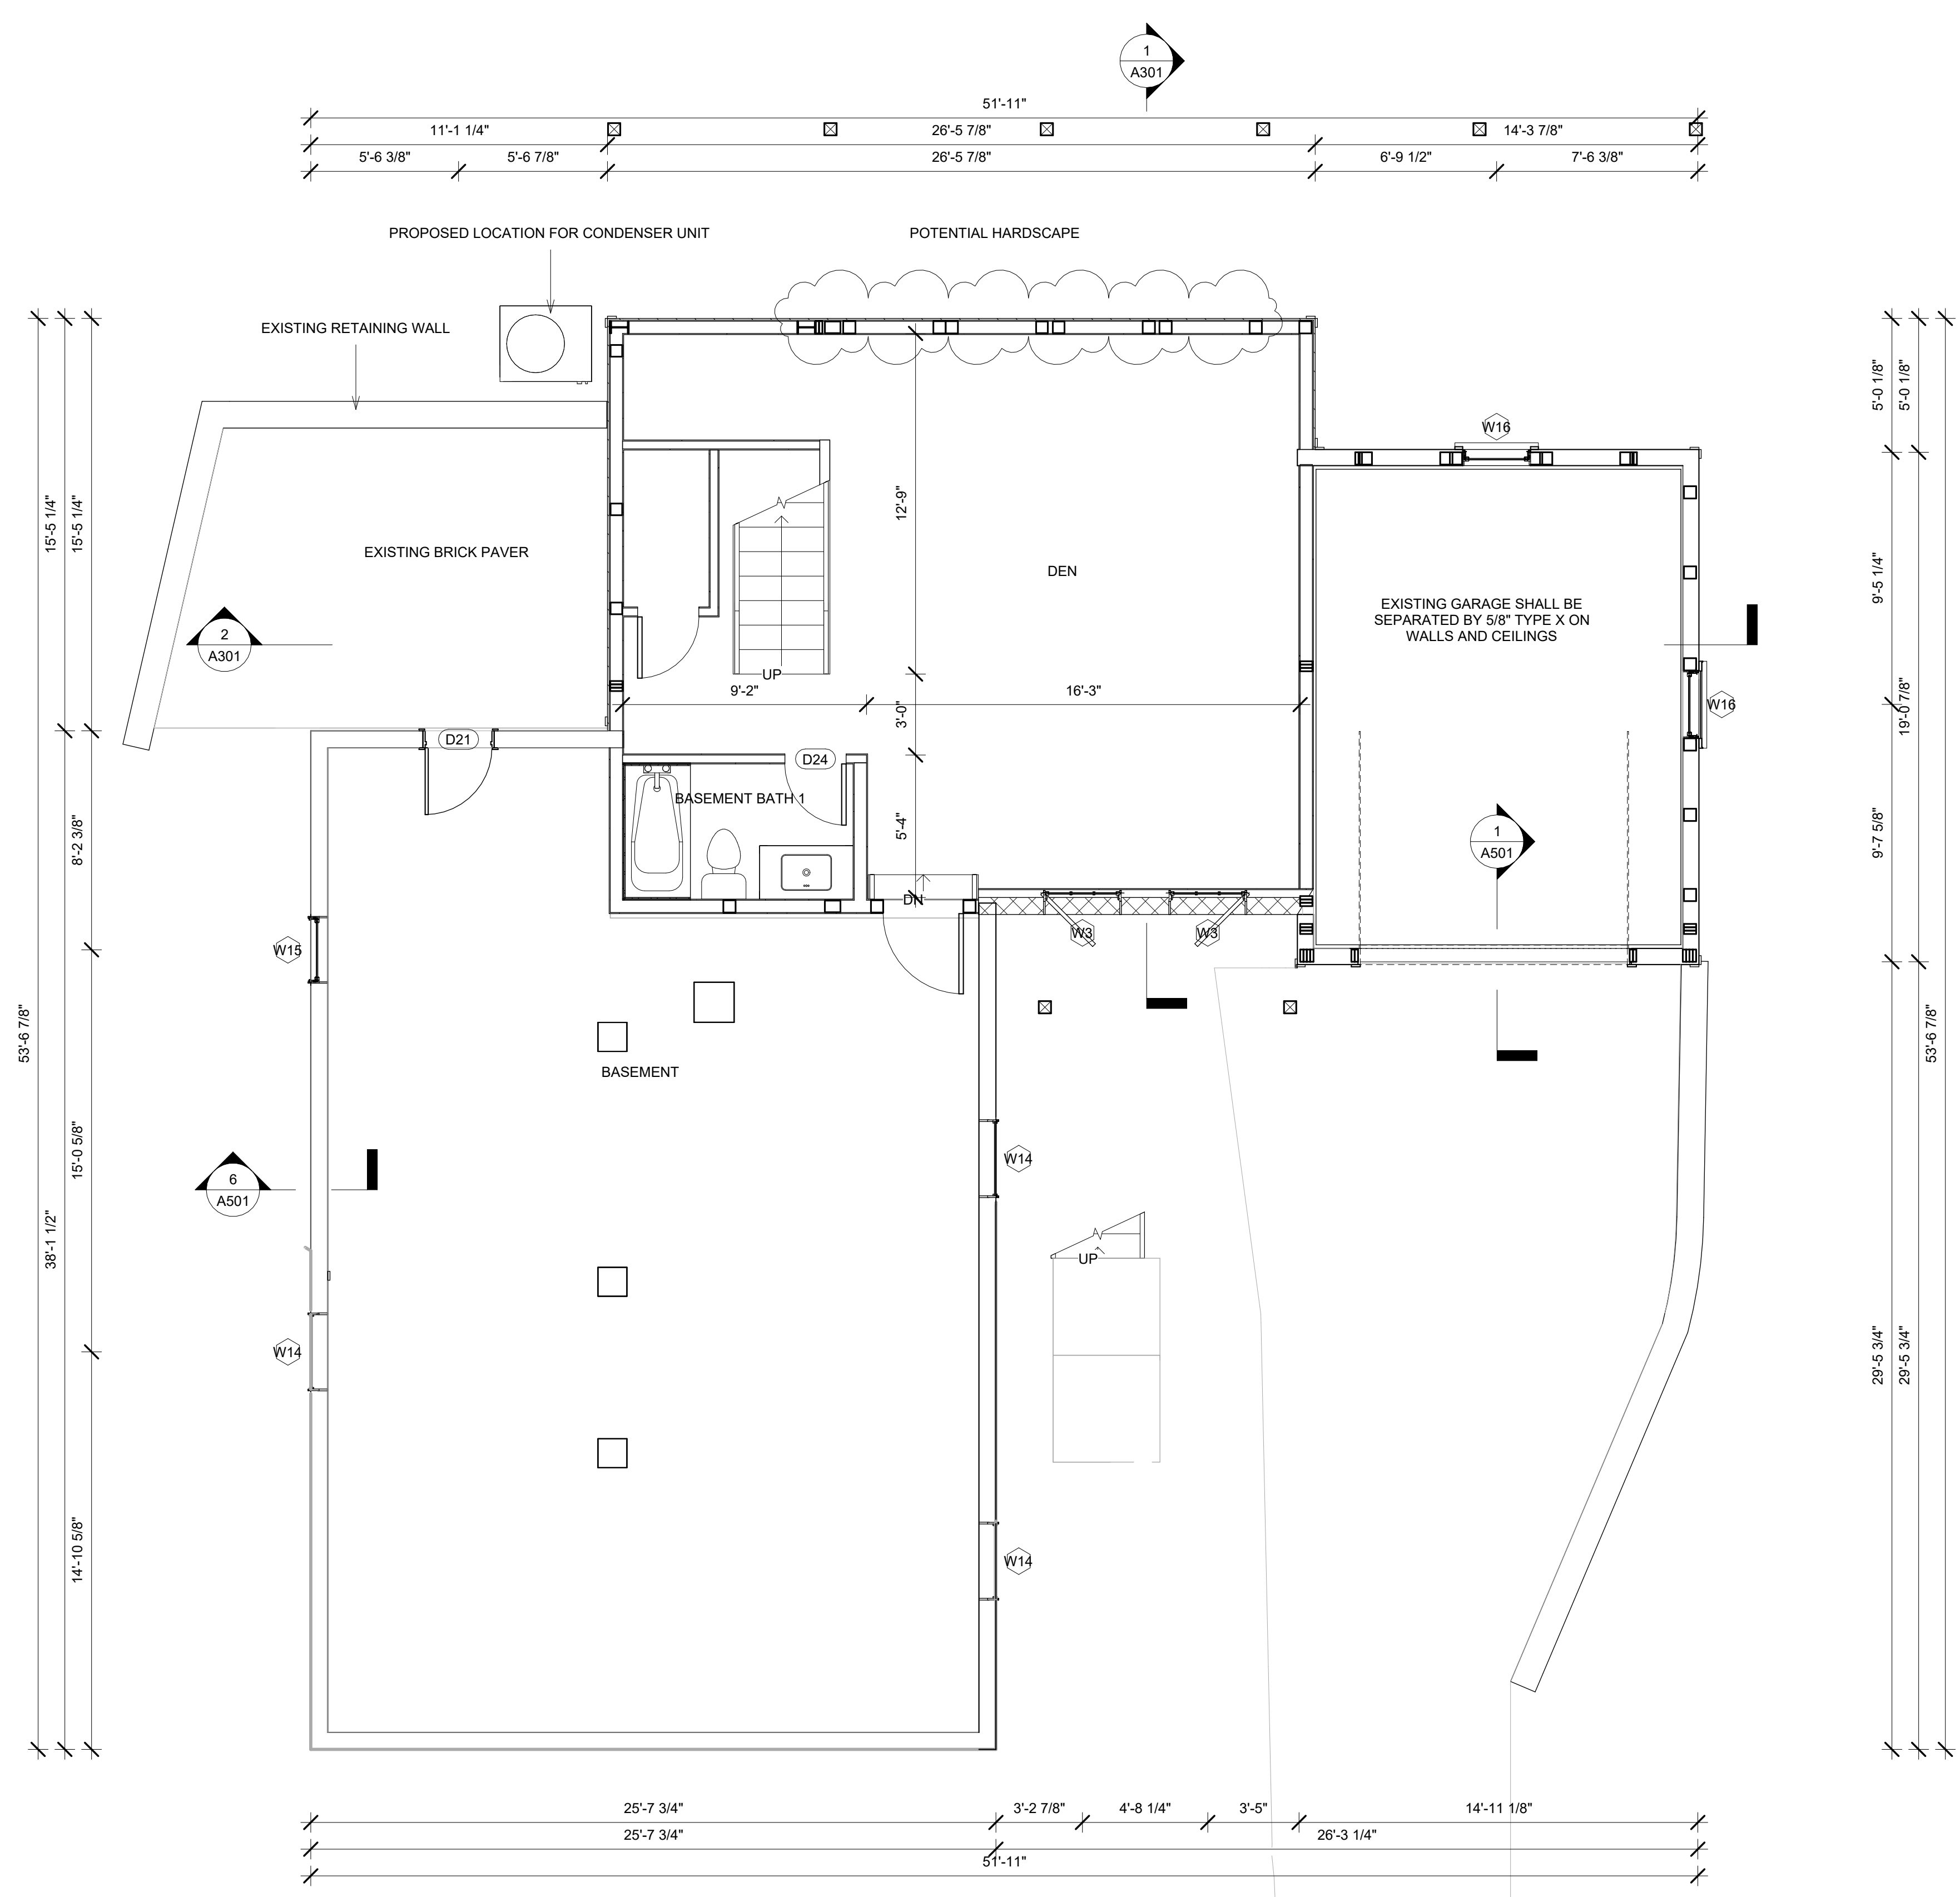 1
A301
51'-11"
11'-1 1/4"
26'-5 7/8"
14'-3 7/8"
5'-6 3/8"
5'-6 7/8"
26'-5 7/8"
6'-9 1/2"
7'-6 3/8"
PROPOSED LOCATION FOR CONDENSER UNIT
POTENTIAL HARDSCAPE
EXISTING RETAINING WALL
5'-0 1/8"
5'-0 1/8"
W16
15'-5 1/4"
15'-5 1/4"
12'-9"
EXISTING BRICK PAVER
DEN
9'-5 1/4"
EXISTING GARAGE SHALL BE
SEPARATED BY 5/8" TYPE X ON
WALLS AND CEILINGS
2
A301
UP
9'-2"
16'-3"
3'-0"
19'-0 7/8"
W16
D21
D24
BASEMENT BATH 1
5'-4"
8'-2 3/8"
9'-7 5/8"
1
A501
DN
W15
W3
W3
53'-6 7/8"
53'-6 7/8"
BASEMENT
15'-0 5/8"
W14
6
A501
38'-1 1/2"
UP
W14
29'-5 3/4"
29'-5 3/4"
14'-10 5/8"
W14
25'-7 3/4"
3'-2 7/8"
4'-8 1/4"
3'-5"
14'-11 1/8"
25'-7 3/4"
26'-3 1/4"
51'-11"